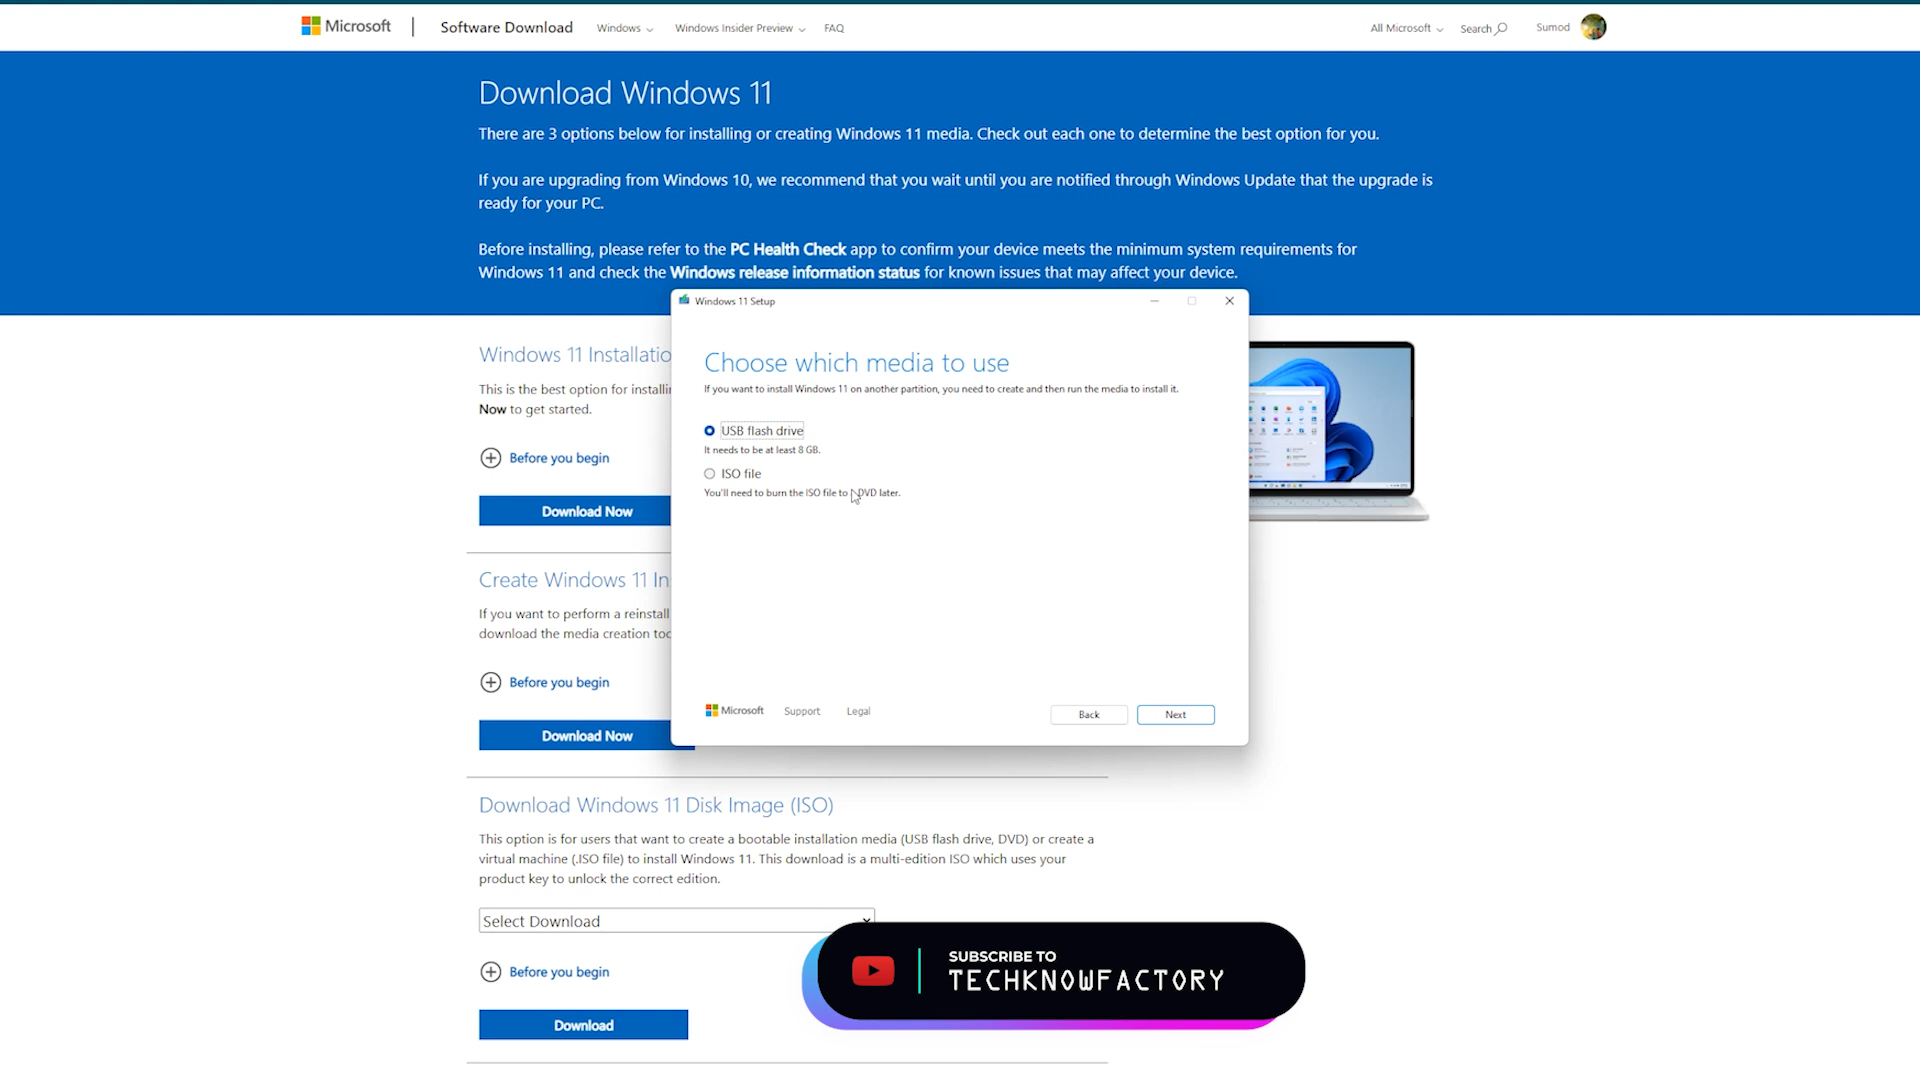 Microsoft
Software Download
Windows
Windows Insider Preview
FAQ
All Microsoft
Search
Sumod
Download Windows 11
There are 3 options below for installing or creating Windows 11 media. Check out each one to determine the best option for you.
If you are upgrading from Windows 10, we recommend that you wait until you are notified through Windows Update that the upgrade is
ready for your PC.
Before installing, please refer to the PC Health Check app to confirm your device meets the minimum system requirements for
Windows 11 and check the Windows release information status for known issues that may affect your device.
Windows 11 Setup
Choose which media to use
If you want to install Windows 11 on another partition, you need to create and then run the media to install it.
USB flash drive
It needs to be at least 8 GB.
ISO file
You'll need to burn the ISO file to DVD later.
Microsoft
Support
Legal
Back
Next
Windows 11
This is the best option for
Now to get started.
Before you begin
Download Now
Create Windows 11
If you want to perform a reinstall
download the media creation
Before you begin
Download Now
Download Windows 11 Disk Image (ISO)
This option is for users that want to create a bootable installation media (USB flash drive, DVD) or create a
virtual machine (.ISO file) to install Windows 11. This download is a multi-edition ISO which uses your
product key to unlock the correct edition.
Select Download
Before you begin
Download
SUBSCRIBE TO
TECHKNOWFACTORY